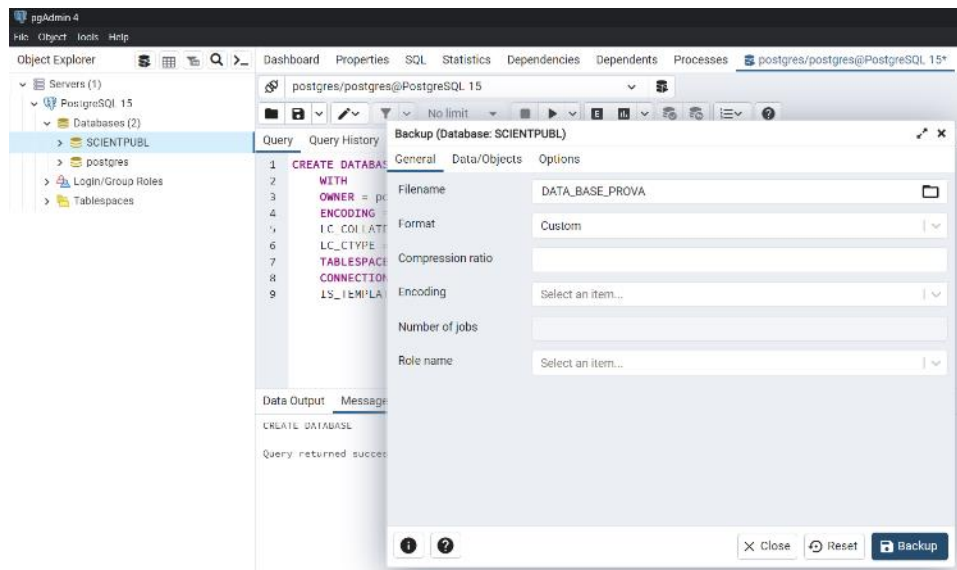 pgAdmin 4
File Object Tools Help
Object Explorer
Dashboard Properties SQL Statistics Dependencies Dependents Processes postgres/postgres@PostgreSQL 15*
Servers (1)
PostgreSQL 15
Databases (2)
SCIENTPUBL
postgres
Login/Group Roles
Tablespaces
postgres/postgres@PostgreSQL 15
No limit
Query Query History
1 CREATE DATABAS
2 WITH
3 OWNER = po
4 ENCODING =
5 LC_COLLATE
6 LC_CTYPE =
7 TABLESPACE
8 CONNECTION
9 IS_TEMPLA
Data Output Message
CREATE DATABASE
Query returned succes
Backup (Database: SCIENTPUBL)
General Data/Objects Options
Filename DATA_BASE_PROVA
Format Custom
Compression ratio
Encoding Select an item...
Number of jobs
Role name Select an item...
Close Reset Backup